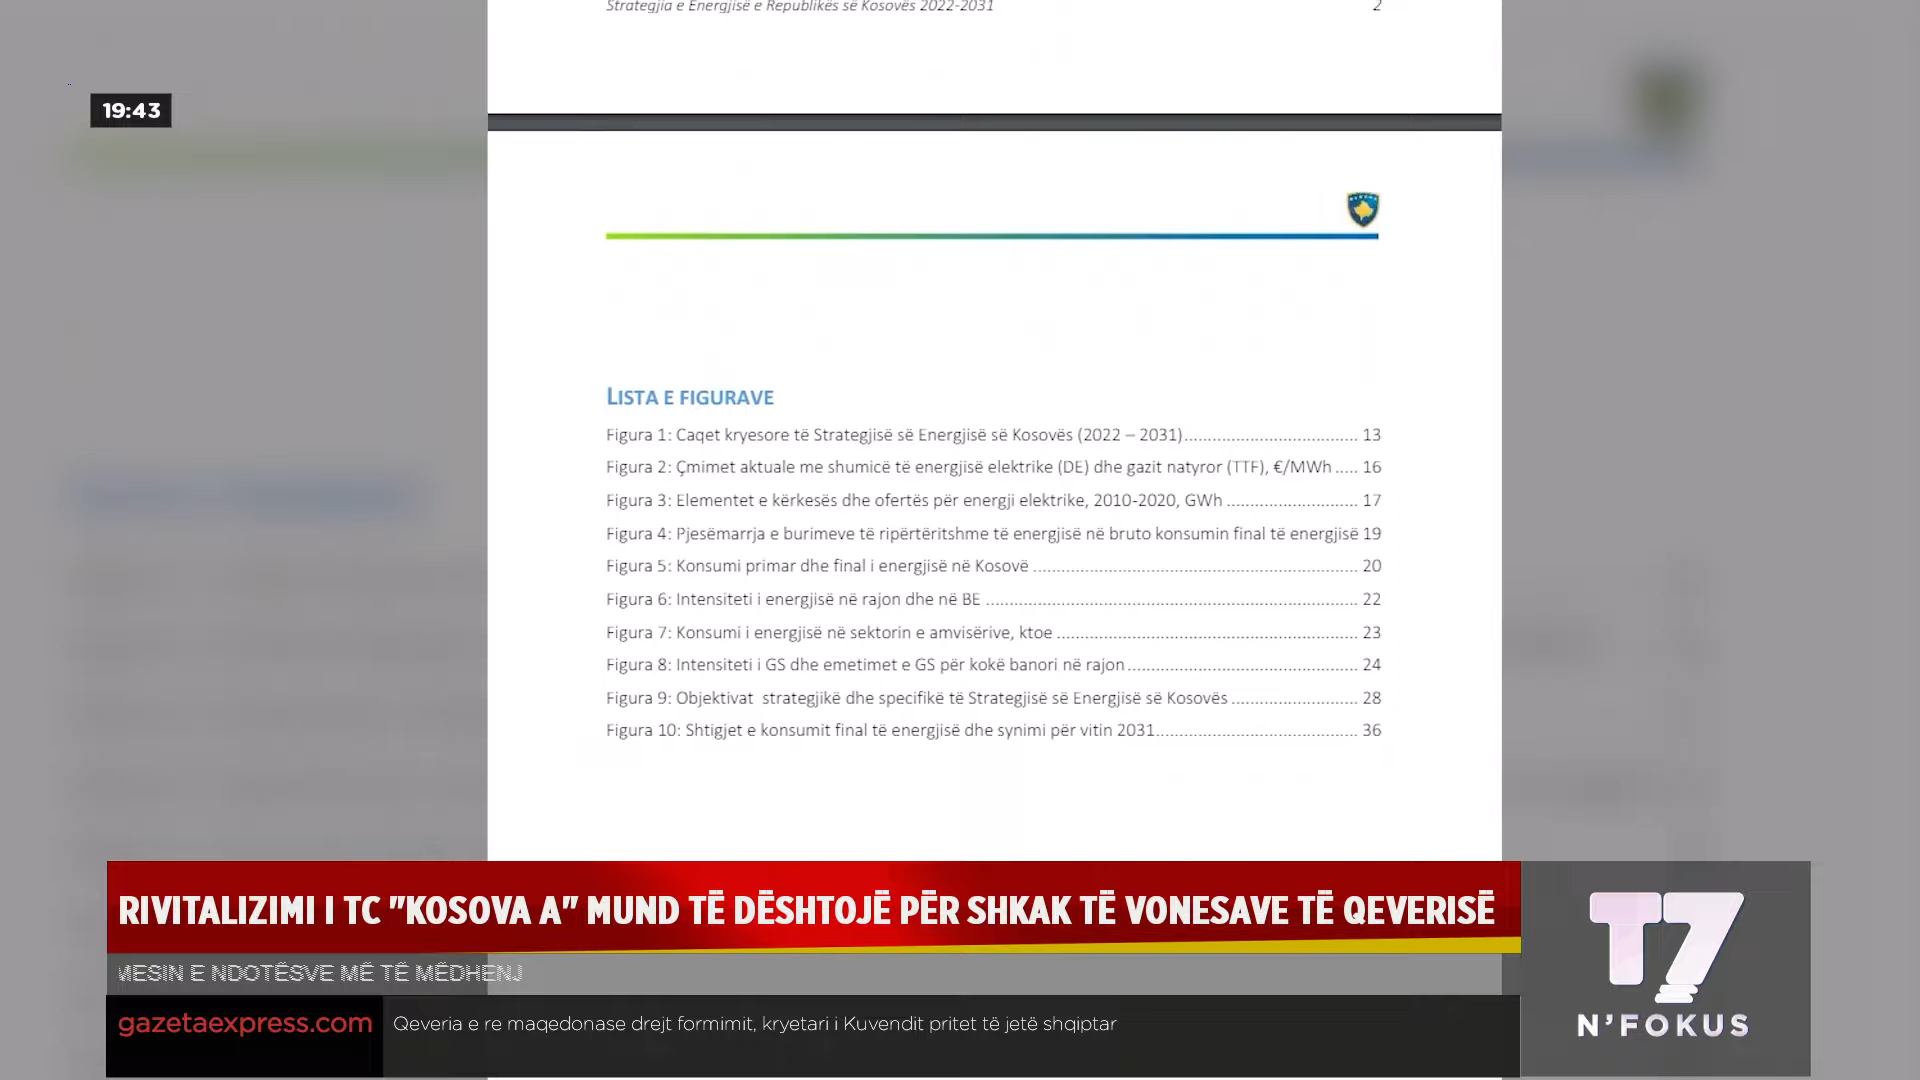 Strategjia e Energjisë e Republikës së Kosovës 2022-2031 2
19:43
LISTA E FIGURAVE
Figura 1: Caqet kryesore të Strategjisë së Energjisë së Kosovës (2022 – 2031).................................. 13
Figura 2: Çmimet aktuale me shumicë të energjisë elektrike (DE) dhe gazit natyror (TTF), €/MWh ..... 16
Figura 3: Elementet e kërkesës dhe ofertës për energji elektrike, 2010-2020, GWh .......................... 17
Figura 4: Pjesëmarrja e burimeve të ripërtëritshme të energjisë në bruto konsumin final të energjisë 19
Figura 5: Konsumi primar dhe final i energjisë në Kosovë ................................................................ 20
Figura 6: Intensiteti i energjisë në rajon dhe në BE ......................................................................... 22
Figura 7: Konsumi i energjisë në sektorin e amvisërive, ktoe ........................................................... 23
Figura 8: Intensiteti i GS dhe emetimet e GS për kokë banori në rajon............................................. 24
Figura 9: Objektivat strategjikë dhe specifikë të Strategjisë së Energjisë së Kosovës ......................... 28
Figura 10: Shtigjet e konsumit final të energjisë dhe synimi për vitin 2031....................................... 36
RIVITALIZIMI I TC "KOSOVA A" MUND TË DËSHTOJË PËR SHKAK TË VONESAVE TË QEVERISË
MESIN E NDOTËSVE MË TË MËDHENJ
gazetaexpress.com Qeveria e re maqedonase drejt formimit, kryetari i Kuvendit pritet të jetë shqiptar
T7
N'FOKUS